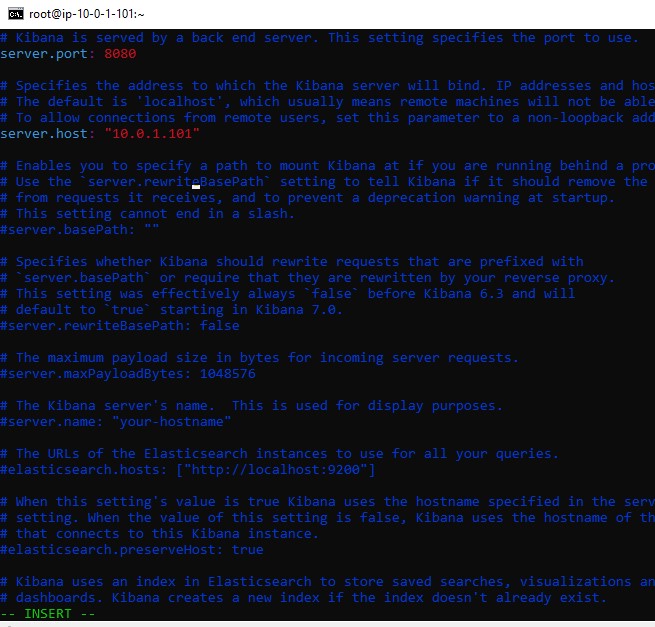 root@ip-10-0-1-101:~
# Kibana is served by a back end server. This setting specifies the port to use.
server.port: 8080
# Specifies the address to which the Kibana server will bind. IP addresses and hos
# The default is 'localhost', which usually means remote machines will not be able
# To allow connections from remote users, set this parameter to a non-loopback add
server.host: "10.0.1.101"
# Enables you to specify a path to mount Kibana at if you are running behind a pro
# Use the `server.rewriteBasePath` setting to tell Kibana if it should remove the
# from requests it receives, and to prevent a deprecation warning at startup.
# This setting cannot end in a slash.
#server.basePath: ""
# Specifies whether Kibana should rewrite requests that are prefixed with
# `server.basePath` or require that they are rewritten by your reverse proxy.
# This setting was effectively always `false` before Kibana 6.3 and will
# default to `true` starting in Kibana 7.0.
#server.rewriteBasePath: false
# The maximum payload size in bytes for incoming server requests.
#server.maxPayloadBytes: 1048576
# The Kibana server's name.  This is used for display purposes.
#server.name: "your-hostname"
# The URLs of the Elasticsearch instances to use for all your queries.
#elasticsearch.hosts: ["http://localhost:9200"]
# When this setting's value is true Kibana uses the hostname specified in the serv
# setting. When the value of this setting is false, Kibana uses the hostname of th
# that connects to this Kibana instance.
#elasticsearch.preserveHost: true
# Kibana uses an index in Elasticsearch to store saved searches, visualizations an
# dashboards. Kibana creates a new index if the index doesn't already exist.
-- INSERT --